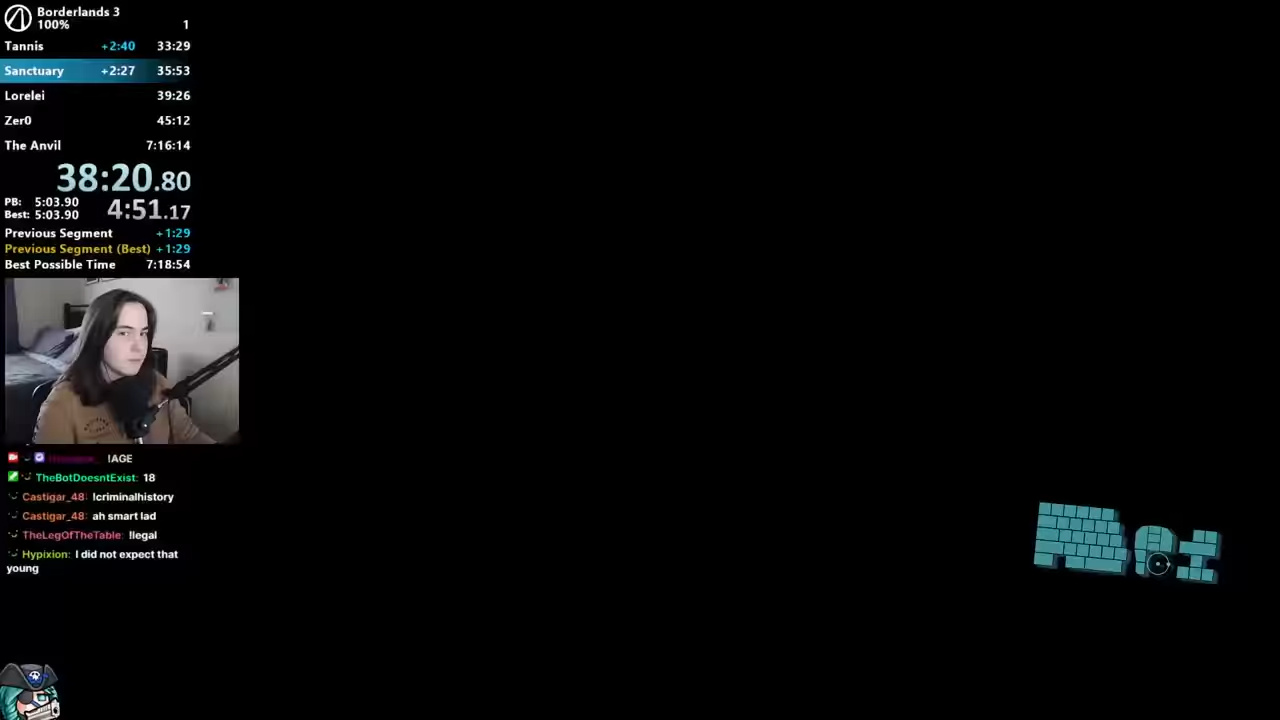 Borderlands 3
100% 1
Tannis +2:40 33:29
Sanctuary +2:27 35:53
Lorelei 39:26
Zer0 45:12
The Anvil 7:16:14
38:20.80
PB: 5:03.90
Best: 5:03.90
4:51.17
Previous Segment +1:29
Previous Segment (Best) +1:29
Best Possible Time 7:18:54
!AGE
TheBotDoesntExist: 18
Castigar_48: !criminalhistory
Castigar_48: ah smart lad
TheLegOfTheTable: !legal
Hypixion: I did not expect that
young